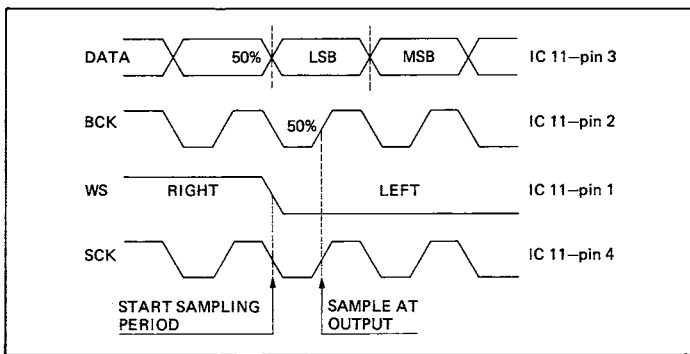 DATA 50% LSB MSB IC 11–pin 3
BCK 50% IC 11–pin 2
WS RIGHT LEFT IC 11–pin 1
SCK IC 11–pin 4
START SAMPLING
PERIOD
SAMPLE AT
OUTPUT